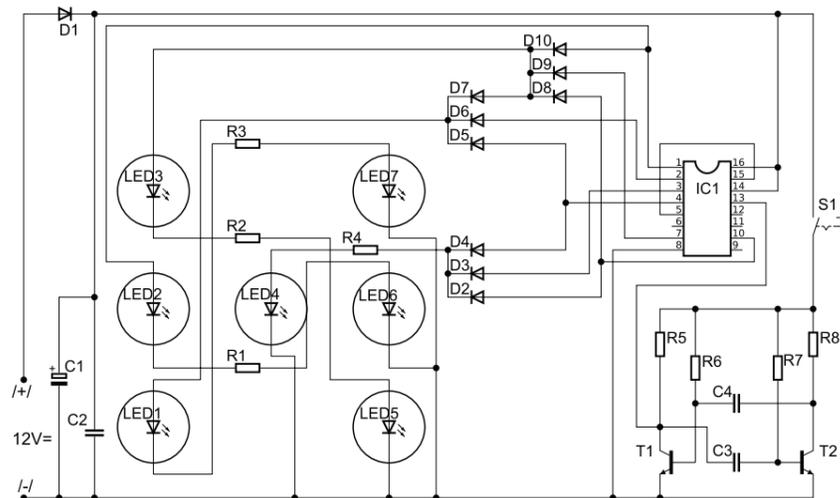 D1
D10
D9
D7 D8
D6
R3 D5
1 16
2 15
LED3 LED7 3 IC1 14
4 13
5 12 S1
6 11
R2 7 10
R4 D4 8 9
D3
LED2 LED4 LED6 D2
R5 R8
R1 R6 R7
C1
+
/+/ C4
C2 LED1 LED5
12V=
T1 C3 T2
/-/